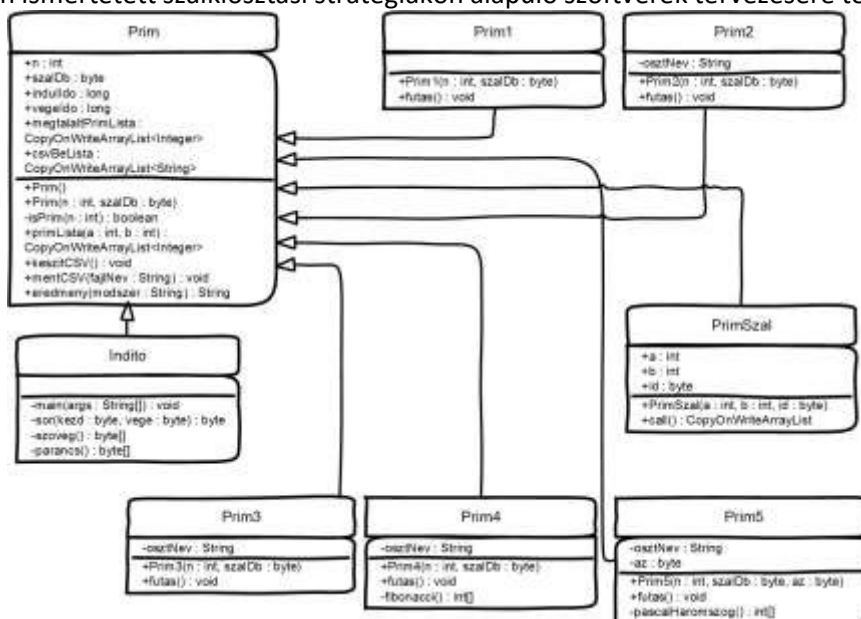 ismertetett szálkiosztási stratégiákon alapuló szoftverek tervezésére
Prim
+n : int
+szalDb : byte
+indulIdo : long
+vegeIdo : long
+megtalaltPrimLista :
CopyOnWriteArrayList<Integer>
+csvBeLista :
CopyOnWriteArrayList<String>
+Prim()
+Prim(n : int, szalDb : byte)
-isPrim(n : int) : boolean
+primLista(a : int, b : int) :
CopyOnWriteArrayList<Integer>
+keszitCSV() : void
+mentCSV(fajlNev : String) : void
+eredmeny(modszer : String) : String
Prim1
+Prim1(n : int, szalDb : byte)
+futas() : void
Prim2
-osztNev : String
+Prim2(n : int, szalDb : byte)
+futas() : void
PrimSzal
+a : int
+b : int
+id : byte
+PrimSzal(a : int, b : int, id : byte)
+call() : CopyOnWriteArrayList
Indito
-main(args : String[]) : void
-sor(kezd : byte, vege : byte) : byte
-szoveg() : byte[]
-parancs() : byte[]
Prim3
-osztNev : String
+Prim3(n : int, szalDb : byte)
+futas() : void
Prim4
-osztNev : String
+Prim4(n : int, szalDb : byte)
+futas() : void
-fibonacci() : int[]
Prim5
-osztNev : String
-az : byte
+Prim5(n : int, szalDb : byte, az : byte)
+futas() : void
-pascalHaromszog() : int[]